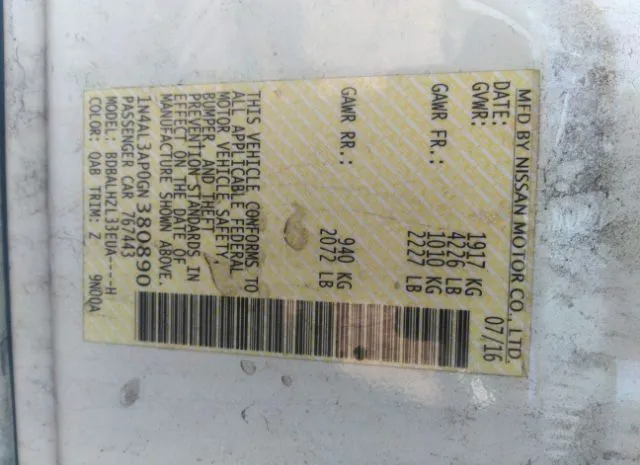 MFD BY NISSAN MOTOR CO., LTD.
DATE: 07/16
GVWR: 1917 KG
4226 LB
GAWR FR.: 1010 KG
2227 LB
GAWR RR.: 940 KG
2072 LB
THIS VEHICLE CONFORMS TO
ALL APPLICABLE FEDERAL
MOTOR VEHICLE SAFETY,
BUMPER, AND THEFT
PREVENTION STANDARDS IN
EFFECT ON THE DATE OF
MANUFACTURE SHOWN ABOVE.
1N4AL3AP0GN380890
PASSENGER CAR 767443
MODEL: BDBALHZL33EUA----H
COLOR: QAB TRIM: Z 9N00A